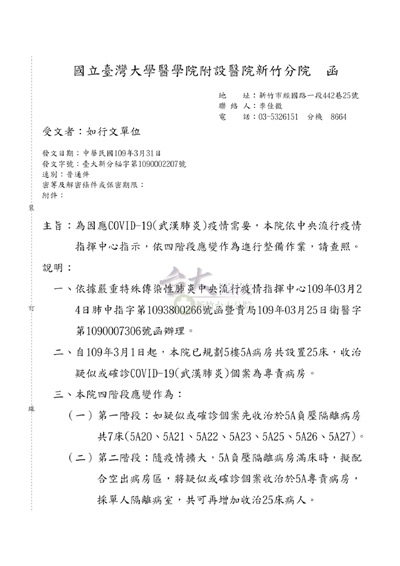 國立臺灣大學醫學院附設醫院新竹分院　函
地　　址：新竹市經國路一段442巷25號
聯 絡 人：李佳徽
電　　話：03-5326151　分機　8664
受文者：如行文單位
發文日期：中華民國109年3月31日
發文字號：臺大新分福字第1090002207號
速別：普通件
密等及解密條件或保密期限：
附件：
主旨：為因應COVID-19(武漢肺炎)疫情需要，本院依中央流行疫情
指揮中心指示，依四階段應變作為進行整備作業，請查照。
說明：
一、依據嚴重特殊傳染性肺炎中央流行疫情指揮中心109年03月2
4日肺中指字第1093800266號函暨貴局109年03月25日衛醫字
第1090007306號函辦理。
二、自109年3月1日起，本院已規劃5樓5A病房共設置25床，收治
疑似或確診COVID-19(武漢肺炎)個案為專責病房。
三、本院四階段應變作為：
（一）第一階段：如疑似或確診個案先收治於5A負壓隔離病房
共7床(5A20、5A21、5A22、5A23、5A25、5A26、5A27)。
（二）第二階段：隨疫情擴大，5A負壓隔離病房滿床時，擬配
合空出病房區，將疑似或確診個案收治於5A專責病房，
採單人隔離病室，共可再增加收治25床病人。
裝
訂
線